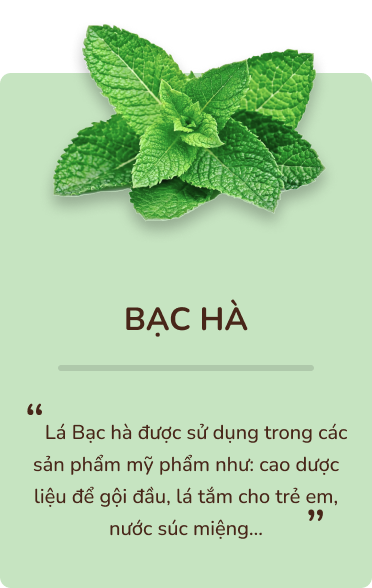 BẠC HÀ
“
Lá Bạc hà được sử dụng trong các
sản phẩm mỹ phẩm như: cao dược
liệu để gội đầu, lá tắm cho trẻ em,
nước súc miệng...
”